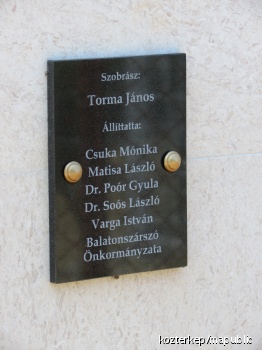 Szobrász:
Torma János
Állíttatta:
Csuka Mónika
Matisa László
Dr. Poór Gyula
Dr. Soós László
Varga István
Balatonszárszó
Önkormányzata
kozterkep/mapublic